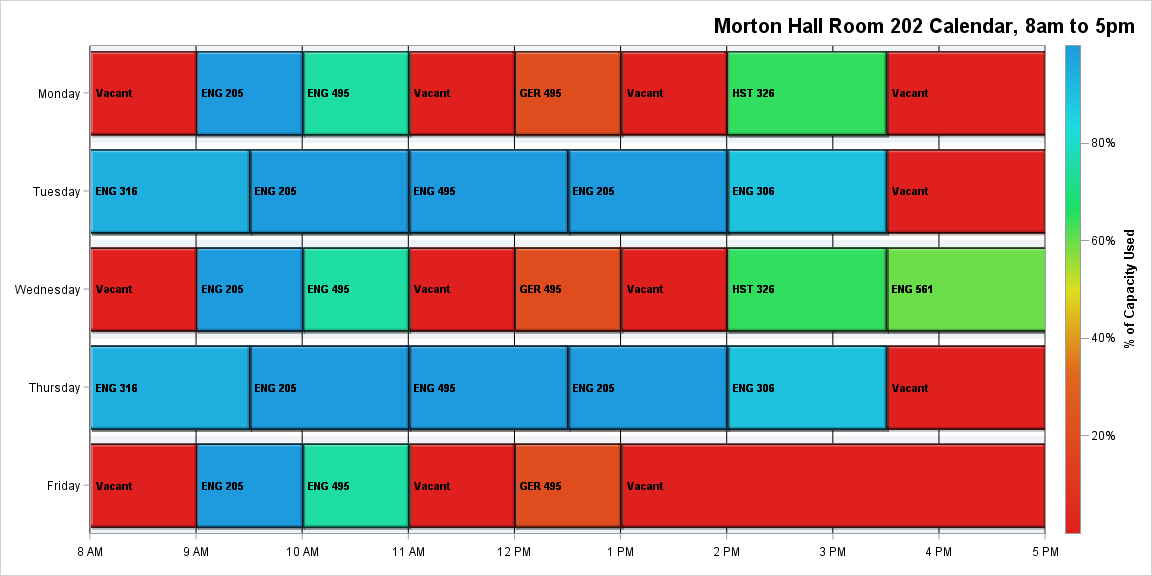 Morton Hall Room 202 Calendar, 8am to 5pm
Monday
Vacant
ENG 205
ENG 495
Vacant
GER 495
Vacant
HST 326
Vacant
Tuesday
ENG 316
ENG 205
ENG 495
ENG 205
ENG 306
Vacant
Wednesday
Vacant
ENG 205
ENG 495
Vacant
GER 495
Vacant
HST 326
ENG 561
Thursday
ENG 316
ENG 205
ENG 495
ENG 205
ENG 306
Vacant
Friday
Vacant
ENG 205
ENG 495
Vacant
GER 495
Vacant
8 AM
9 AM
10 AM
11 AM
12 PM
1 PM
2 PM
3 PM
4 PM
5 PM
80%
60%
40%
20%
% of Capacity Used